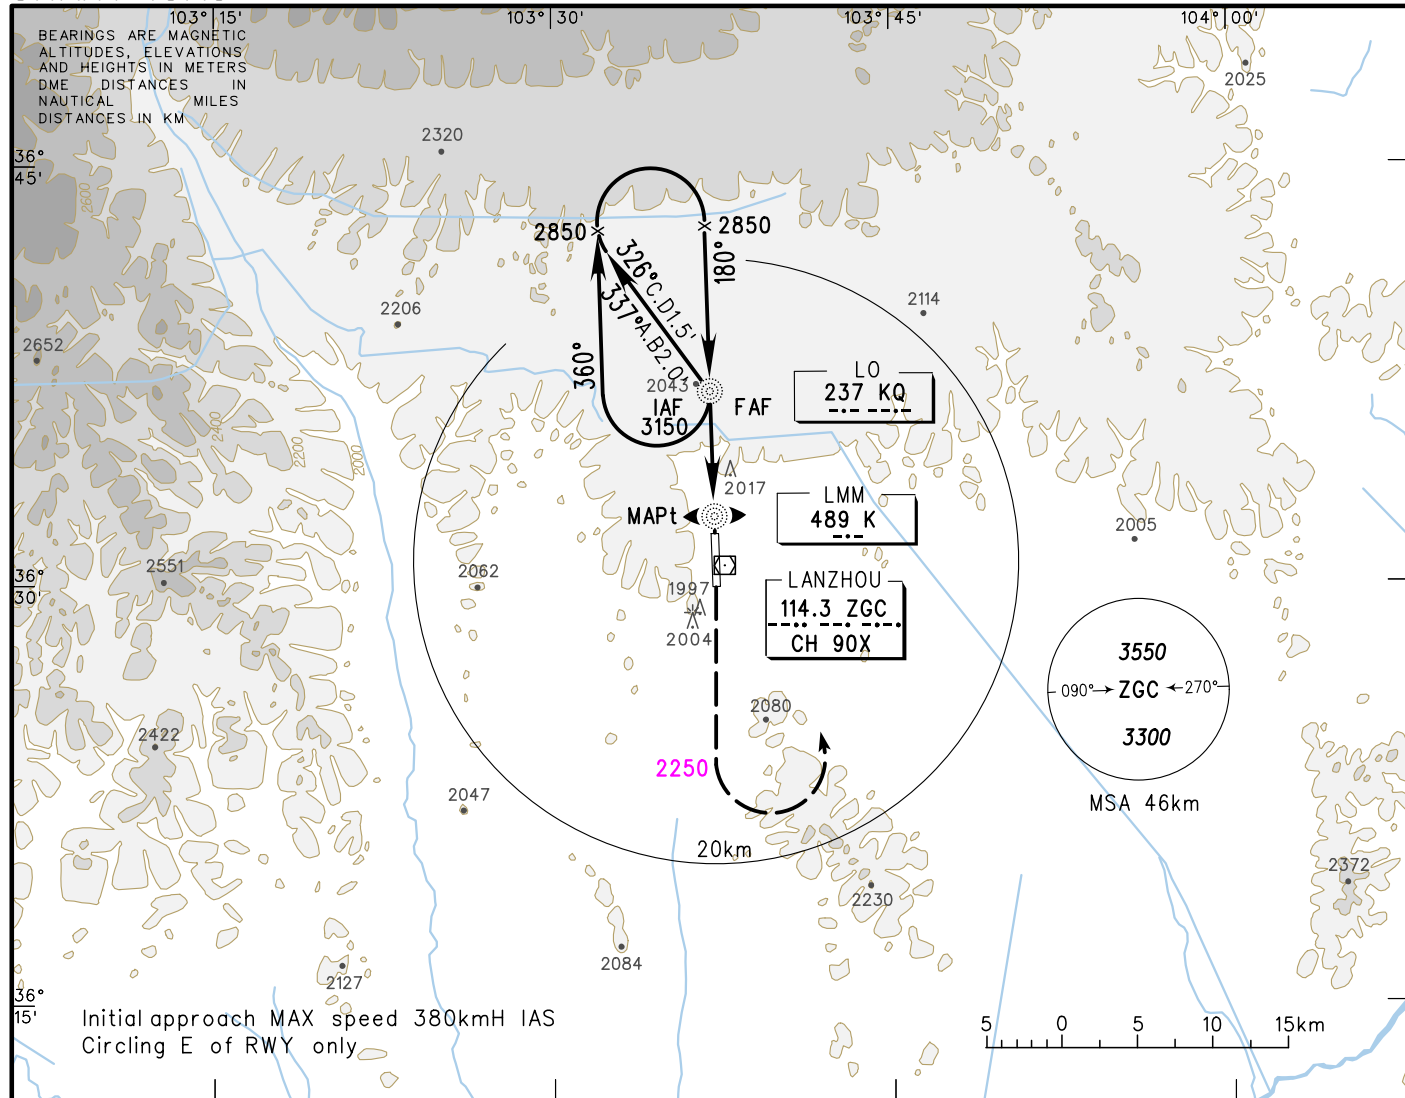 103°15' 103°30' 103°45' 104°00'
BEARINGS ARE MAGNETIC
ALTITUDES, ELEVATIONS
AND HEIGHTS IN METERS
DME DISTANCES IN
NAUTICAL MILES
DISTANCES IN KM
2025
2320
36°
45'
2600
2850
2850
180°
326°C.D1.5'
337°A.B2.0'
360°
2206
2114
2652
2043
IAF
3150
FAF
LO
237 KQ
2400
2200
2000
2017
LMM
489 K
MAPt
2005
2551
36°
30'
2062
1997
2004
LANZHOU
114.3 ZGC
CH 90X
3550
090° ZGC 270°
3300
MSA 46km
2080
2422
2250
2047
20km
2372
2230
2084
2127
36°
15'
Initial approach MAX speed 380kmH IAS
Circling E of RWY only
5 0 5 10 15km